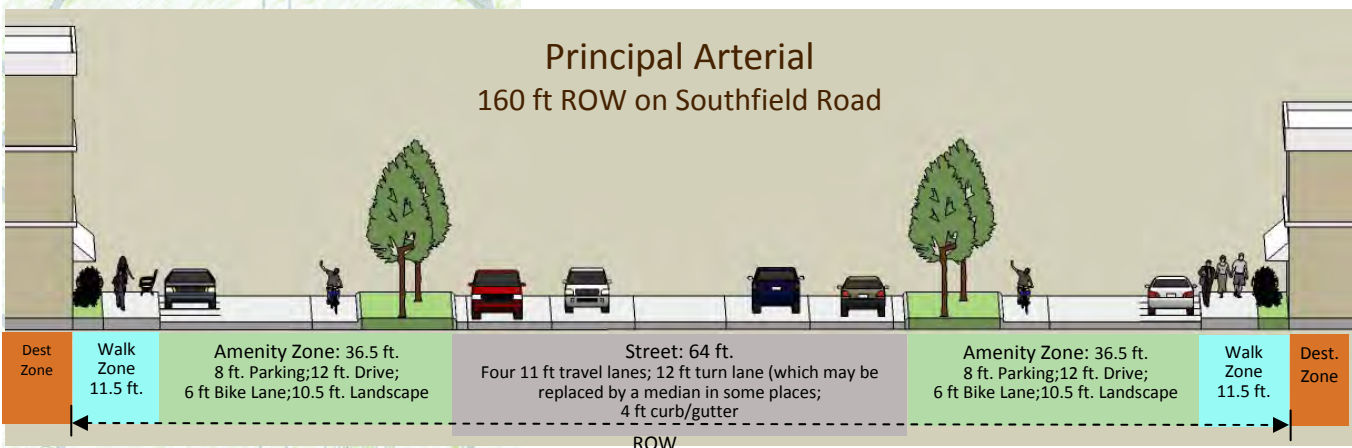 Principal Arterial
160 ft ROW on Southfield Road
Dest
Zone
Walk
Zone
11.5 ft.
Amenity Zone: 36.5 ft.
8 ft. Parking;12 ft. Drive;
6 ft Bike Lane;10.5 ft. Landscape
Street: 64 ft.
Four 11 ft travel lanes; 12 ft turn lane (which may be
replaced by a median in some places;
4 ft curb/gutter
Amenity Zone: 36.5 ft.
8 ft. Parking;12 ft. Drive;
6 ft Bike Lane;10.5 ft. Landscape
Walk
Zone
11.5 ft.
Dest.
Zone
ROW